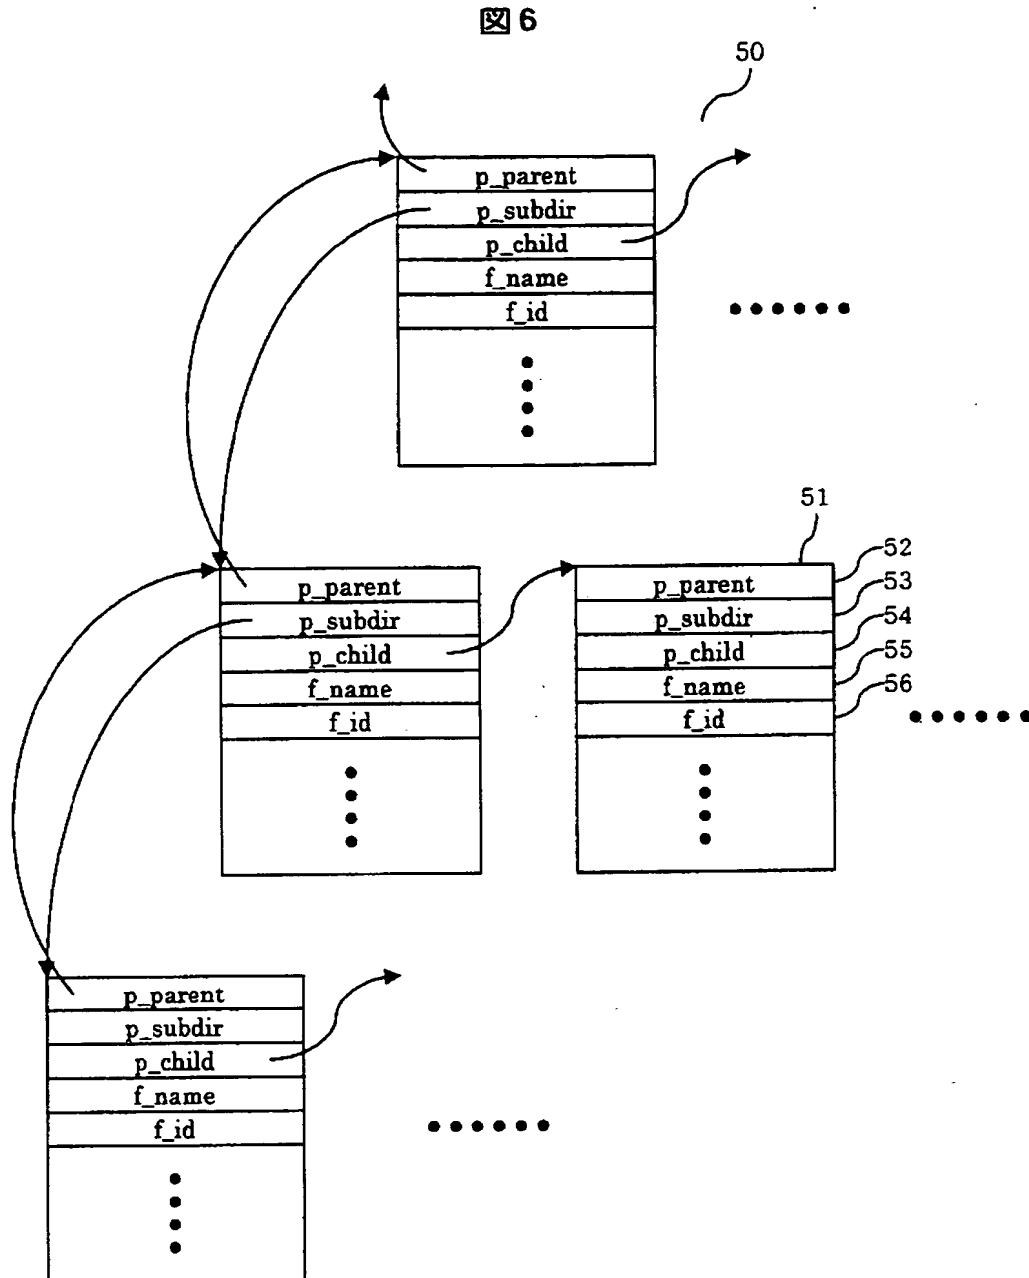 図6
50
p_parent
p_subdir
p_child
f_name
f_id
51
p_parent
p_subdir
p_child
f_name
f_id
p_parent 52
p_subdir 53
p_child 54
f_name 55
f_id 56
p_parent
p_subdir
p_child
f_name
f_id